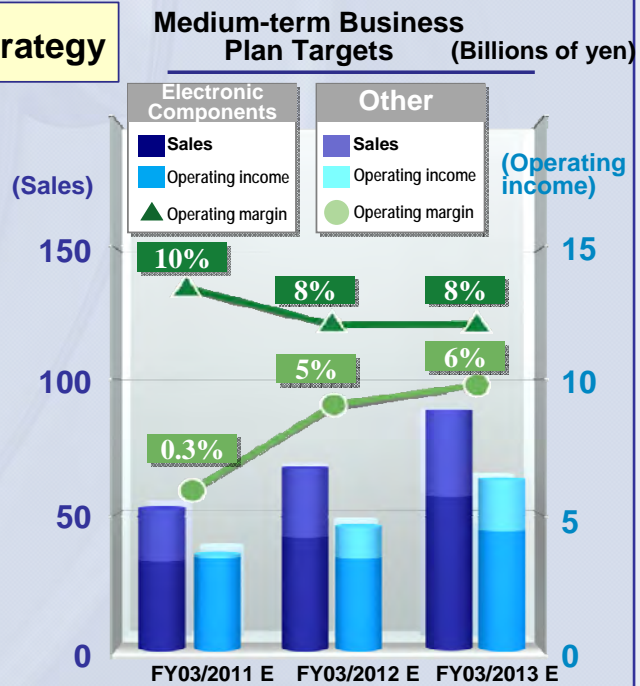 rategy
Medium-term Business
Plan Targets
(Billions of yen)
Electronic
Components
Sales
Operating income
Operating margin
Other
Sales
Operating income
Operating margin
(Sales)
(Operating
income)
150
100
50
0
15
10
5
0
10%
8%
8%
0.3%
5%
6%
FY03/2011 E
FY03/2012 E
FY03/2013 E